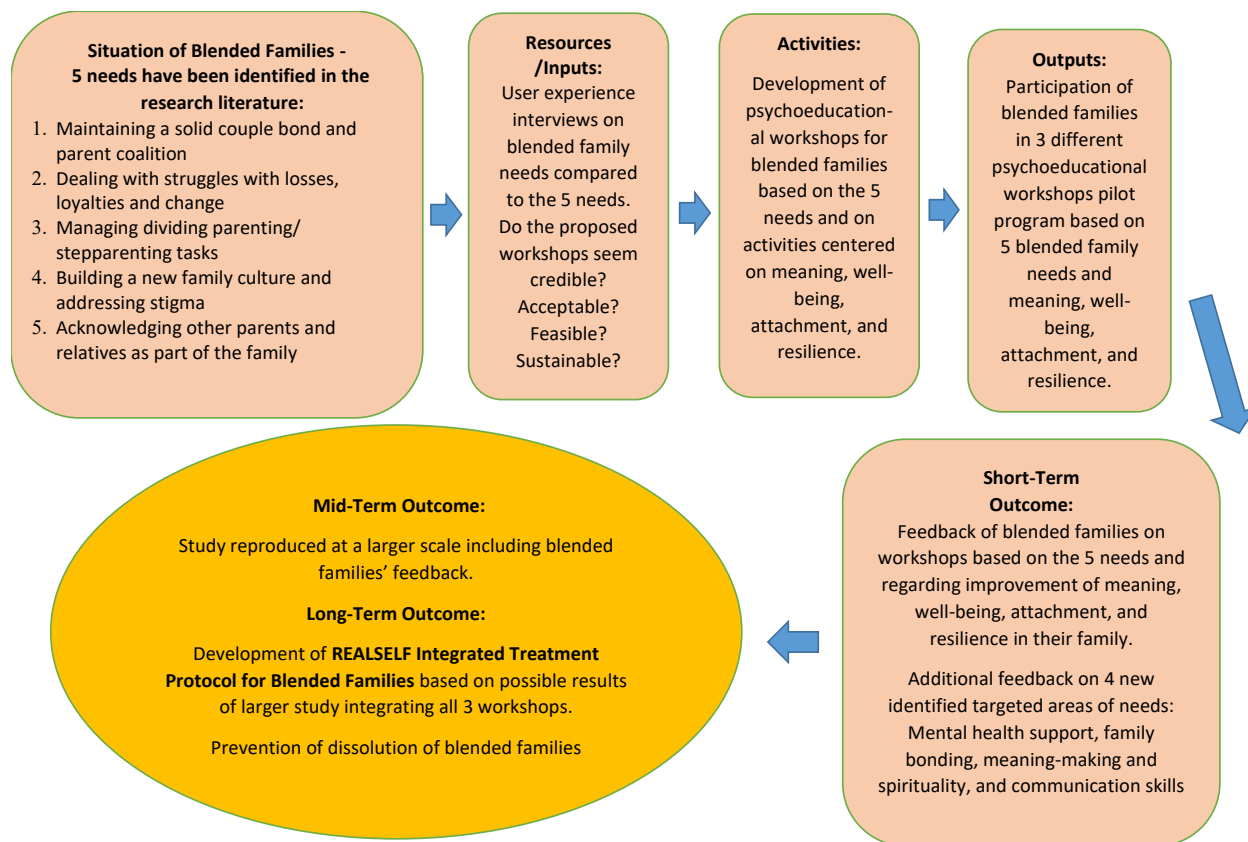 Situation of Blended Families -
5 needs have been identified in the
research literature:
1. Maintaining a solid couple bond and
parent coalition
2. Dealing with struggles with losses,
loyalties and change
3. Managing dividing parenting/
stepparenting tasks
4. Building a new family culture and
addressing stigma
5. Acknowledging other parents and
relatives as part of the family
Resources
/Inputs:
User experience
interviews on
blended family
needs compared
to the 5 needs.
Do the proposed
workshops seem
credible?
Acceptable?
Feasible?
Sustainable?
Activities:
Development of
psychoeducation-
al workshops for
blended families
based on the 5
needs and on
activities centered
on meaning, well-
being,
attachment, and
resilience.
Outputs:
Participation of
blended families
in 3 different
psychoeducational
workshops pilot
program based on
5 blended family
needs and
meaning, well-
being,
attachment, and
resilience.
Short-Term
Outcome:
Feedback of blended families on
workshops based on the 5 needs and
regarding improvement of meaning,
well-being, attachment, and
resilience in their family.
Additional feedback on 4 new
identified targeted areas of needs:
Mental health support, family
bonding, meaning-making and
spirituality, and communication skills
Mid-Term Outcome:
Study reproduced at a larger scale including blended
families’ feedback.
Long-Term Outcome:
Development of REALSELF Integrated Treatment
Protocol for Blended Families based on possible results
of larger study integrating all 3 workshops.
Prevention of dissolution of blended families